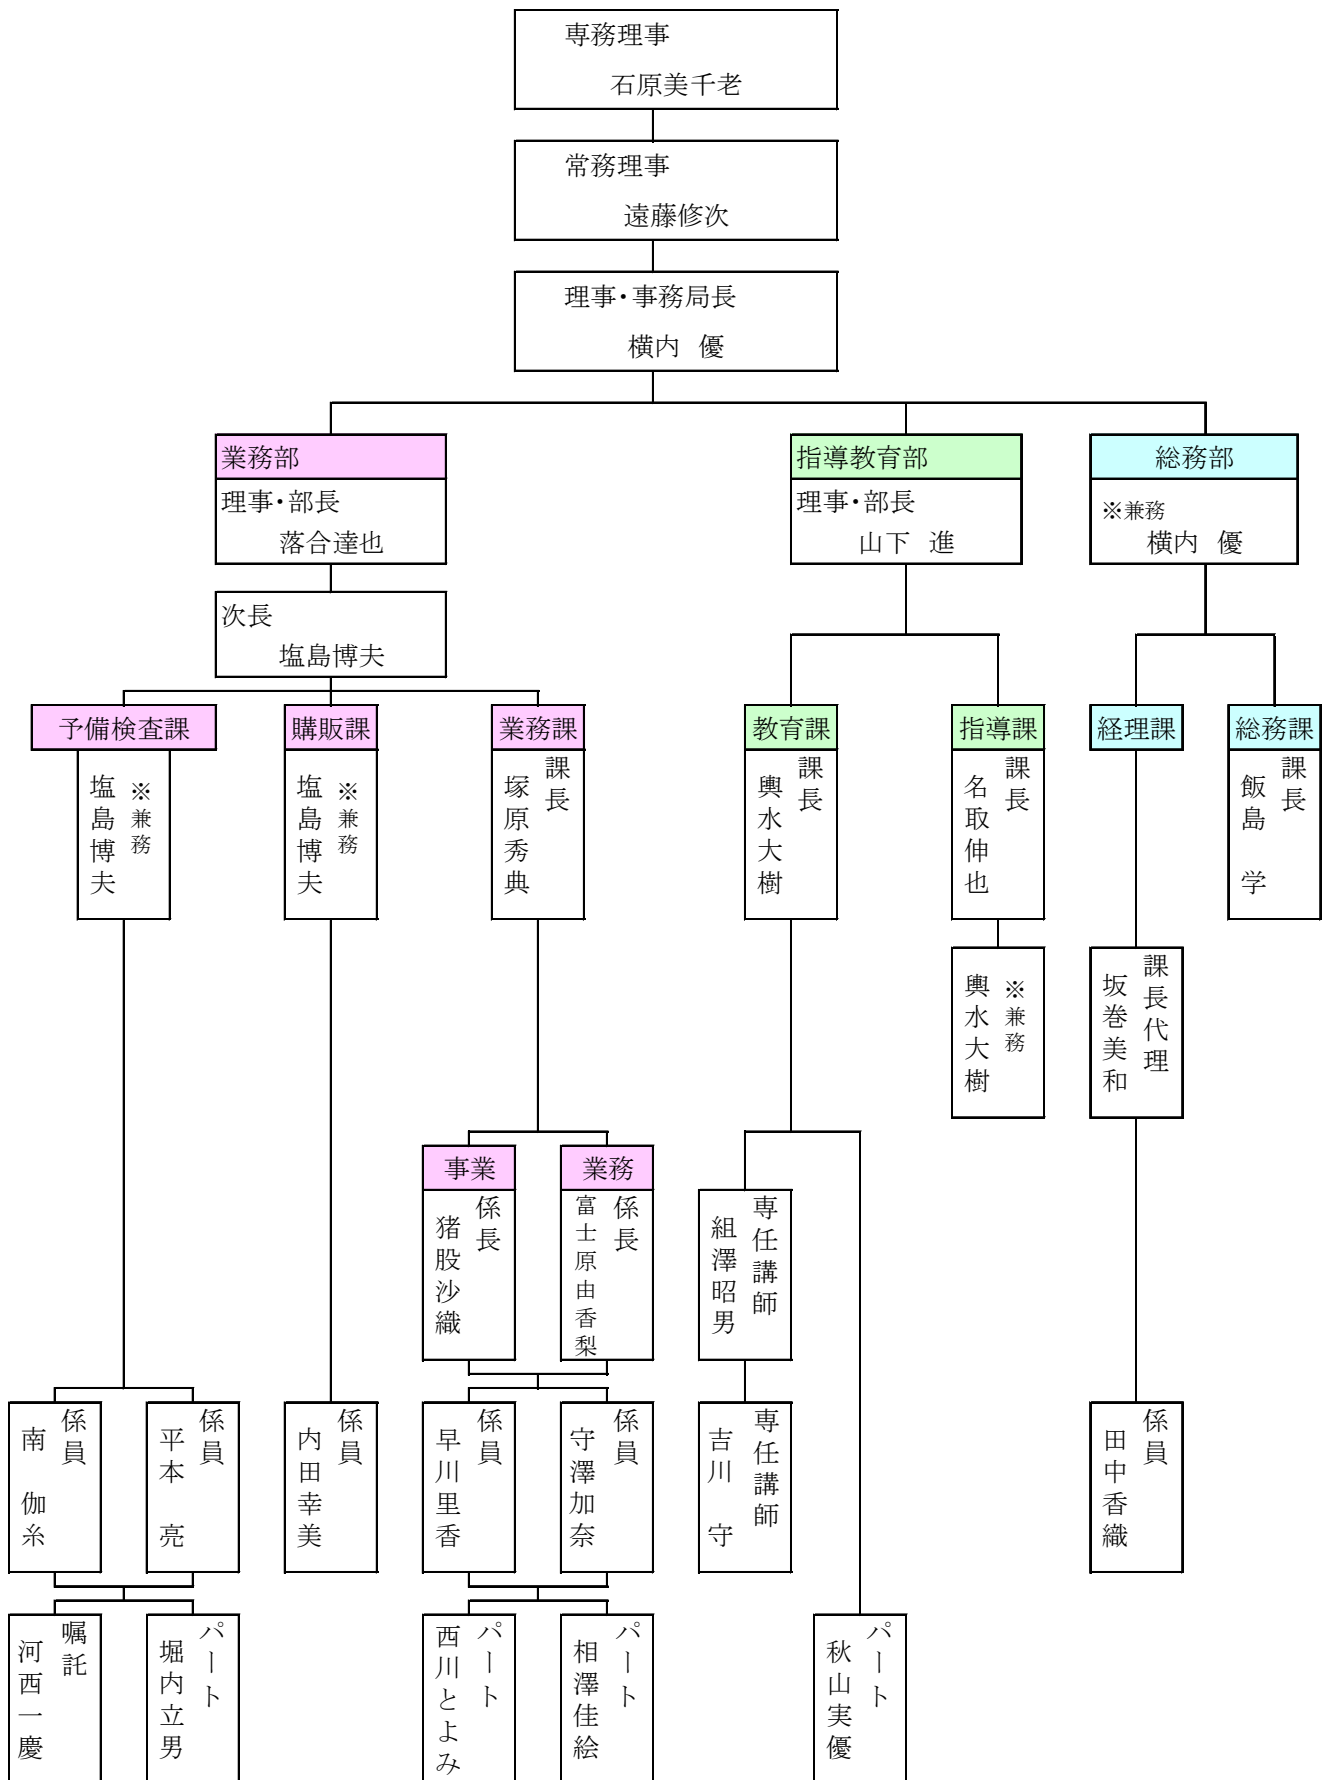 専務理事
石原美千老
常務理事
遠藤修次
理事・事務局長
横内 優
業務部
理事・部長
落合達也
指導教育部
理事・部長
山下 進
総務部
※兼務
横内 優
次長
塩島博夫
予備検査課
※兼務
塩島博夫
購販課
※兼務
塩島博夫
業務課
課長
塚原秀典
教育課
課長
輿水大樹
指導課
課長
名取伸也
経理課
総務課
課長
飯島 学
※兼務
輿水大樹
課長代理
坂巻美和
事業
係長
猪股沙織
業務
係長
富士原由香梨
専任講師
組澤昭男
係員
南 伽糸
係員
平本 亮
係員
内田幸美
係員
早川里香
係員
守澤加奈
専任講師
吉川 守
係員
田中香織
嘱託
河西一慶
パート
堀内立男
パート
西川とよみ
パート
相澤佳絵
パート
秋山実優